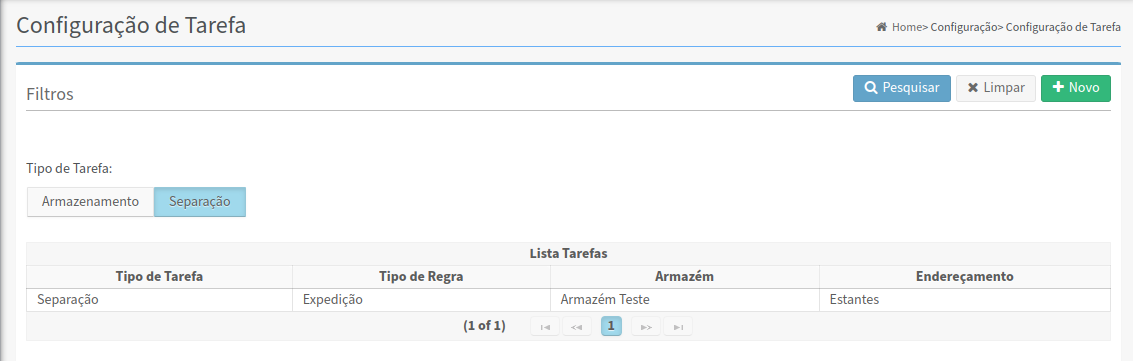 Configuração de Tarefa
Home> Configuração> Configuração de Tarefa
Filtros
Pesquisar
Limpar
Novo
Tipo de Tarefa:
Armazenamento Separação
Lista Tarefas
Tipo de Tarefa Tipo de Regra Armazém Endereçamento
Separação Expedição Armazém Teste Estantes
(1 of 1) 1